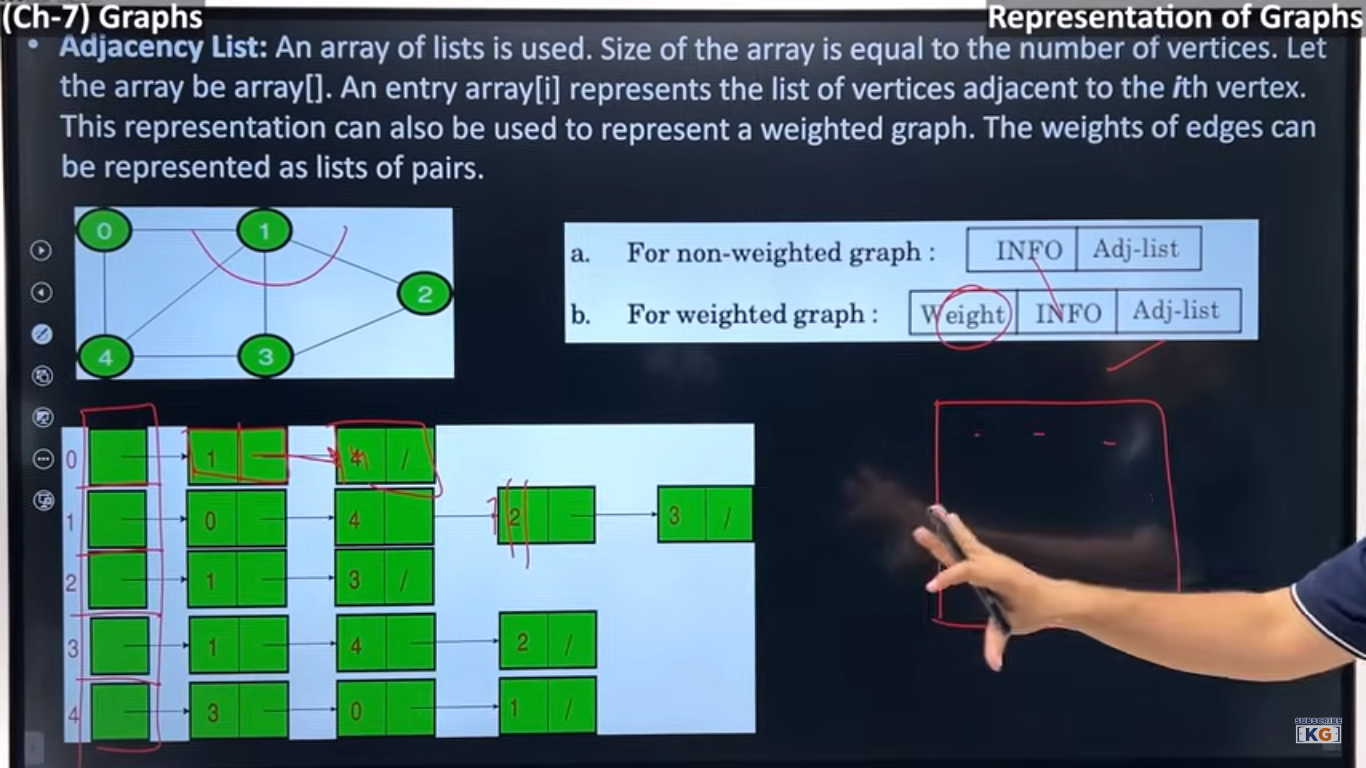 (Ch-7) Graphs
Representation of Graphs
• Adjacency List: An array of lists is used. Size of the array is equal to the number of vertices. Let
the array be array[]. An entry array[i] represents the list of vertices adjacent to the ith vertex.
This representation can also be used to represent a weighted graph. The weights of edges can
be represented as lists of pairs.
0 1
2
4 3
a. For non-weighted graph : INFO Adj-list
b. For weighted graph : Weight INFO Adj-list
0 1 4 /
1 0 4 2 3 /
2 1 3 /
3 1 4 2 /
4 3 0 1 /
SUBSCRIBE
[KG]